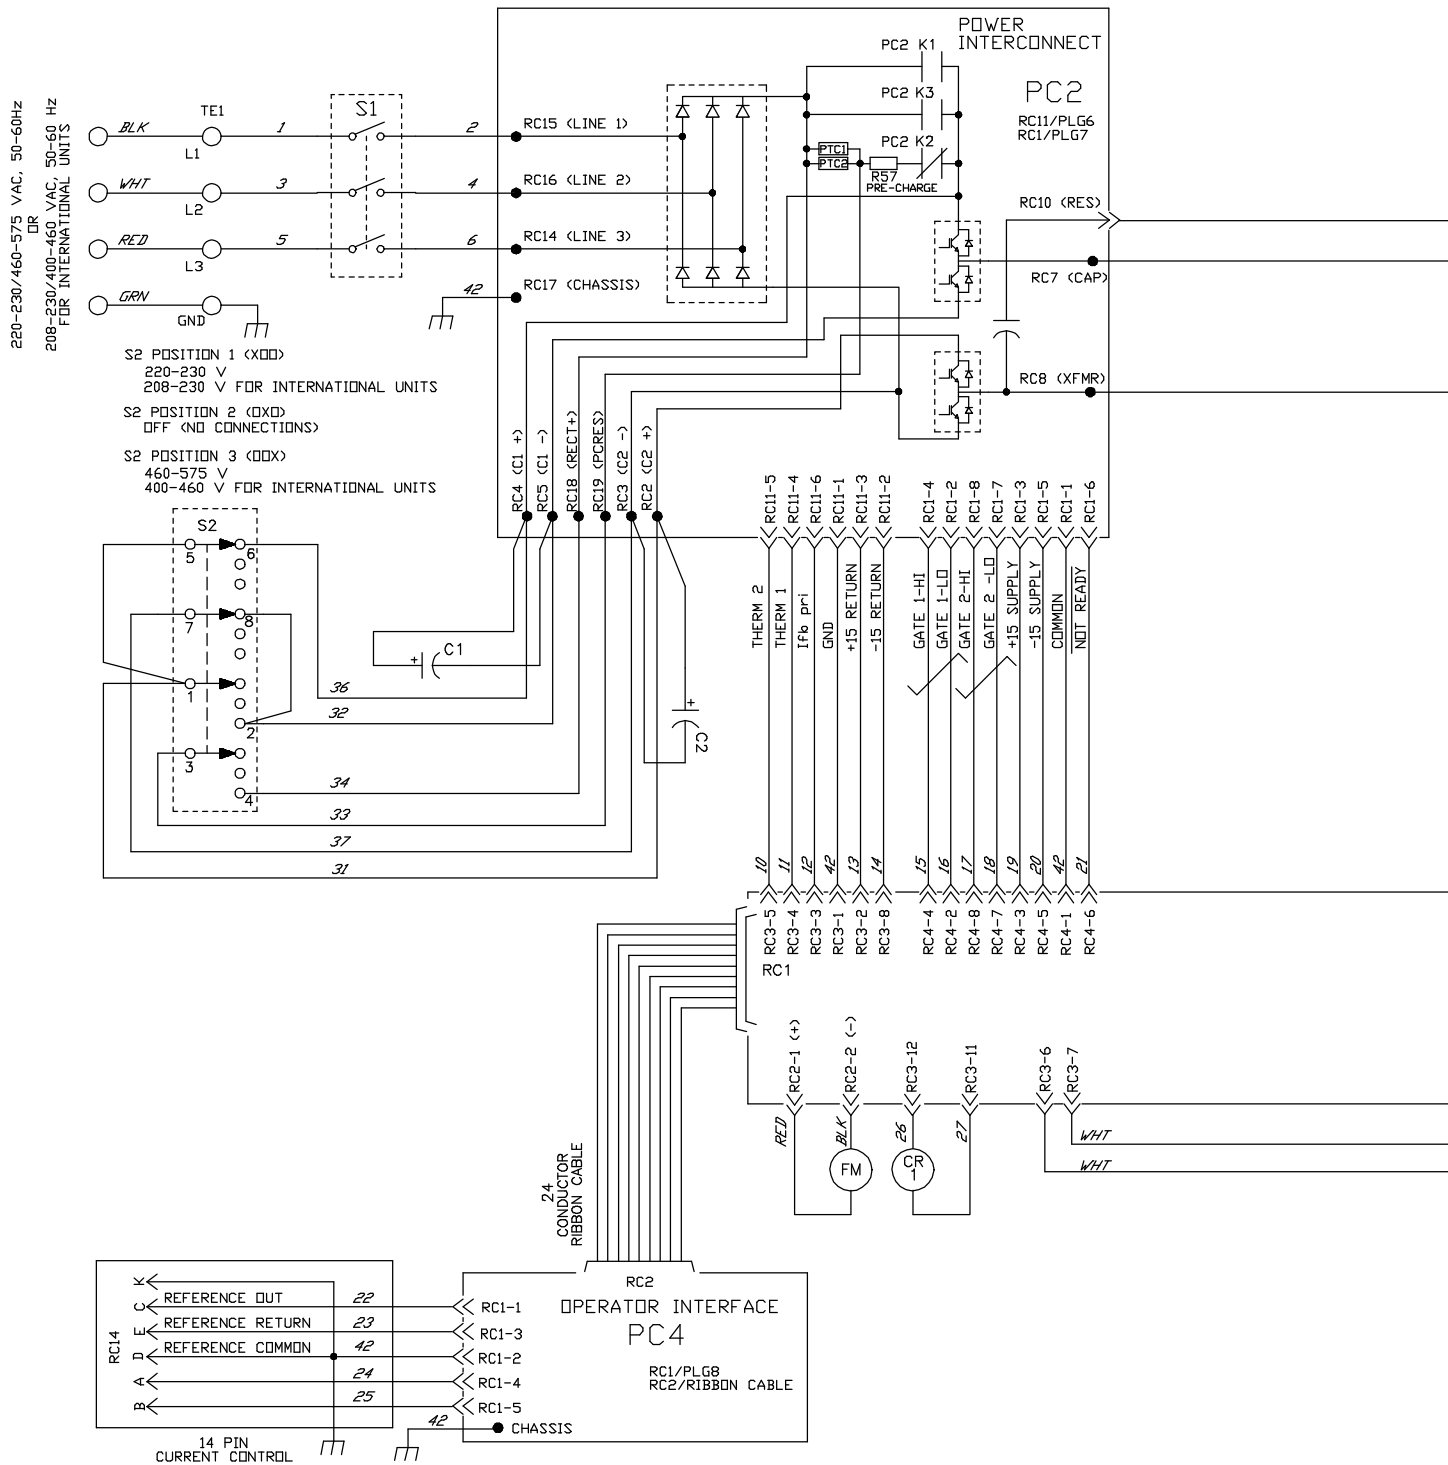 220-230/460-575 VAC, 50-60Hz
OR
208-230/400-460 VAC, 50-60 Hz
FOR INTERNATIONAL UNITS
BLK
TE1
L1
1
S1
2
RC15 (LINE 1)
WHT
L2
3
4
RC16 (LINE 2)
RED
L3
5
6
RC14 (LINE 3)
GRN
GND
42
RC17 (CHASSIS)
POWER
INTERCONNECT
PC2
RC11/PLG6
RC1/PLG7
PC2 K1
PC2 K3
PC2 K2
PTC1
PTC2
R57
PRE-CHARGE
RC10 (RES)
RC7 (CAP)
RC8 (XFMR)
S2 POSITION 1 (XOO)
220-230 V
208-230 V FOR INTERNATIONAL UNITS
S2 POSITION 2 (OXO)
OFF (NO CONNECTIONS)
S2 POSITION 3 (OOX)
460-575 V
400-460 V FOR INTERNATIONAL UNITS
RC4 (C1 +)
RC5 (C1 -)
RC18 (RECT+)
RC19 (PCRES)
RC3 (C2 -)
RC2 (C2 +)
S2
5
6
7
8
1
2
3
4
+
C1
+
C2
36
32
34
33
37
31
RC11-5
RC11-4
RC11-6
RC11-1
RC11-3
RC11-2
RC1-4
RC1-2
RC1-8
RC1-7
RC1-3
RC1-5
RC1-1
RC1-6
THERM 2
THERM 1
Ifb pri
GND
+15 RETURN
-15 RETURN
GATE 1-HI
GATE 1-LO
GATE 2-HI
GATE 2 -LO
+15 SUPPLY
-15 SUPPLY
COMMON
NOT READY
10
11
12
42
13
14
15
16
17
18
19
20
42
21
RC3-5
RC3-4
RC3-3
RC3-1
RC3-2
RC3-8
RC4-4
RC4-2
RC4-8
RC4-7
RC4-3
RC4-5
RC4-1
RC4-6
RC1
RC2-1 (+)
RC2-2 (-)
RC3-12
RC3-11
RC3-6
RC3-7
RED
BLK
26
27
WHT
WHT
FM
CR
1
24
CONDUCTOR
RIBBON CABLE
RC2
OPERATOR INTERFACE
PC4
RC1/PLG8
RC2/RIBBON CABLE
RC14
K
C
REFERENCE OUT
22
RC1-1
E
REFERENCE RETURN
23
RC1-3
D
REFERENCE COMMON
42
RC1-2
A
24
RC1-4
B
25
RC1-5
42
CHASSIS
14 PIN
CURRENT CONTROL